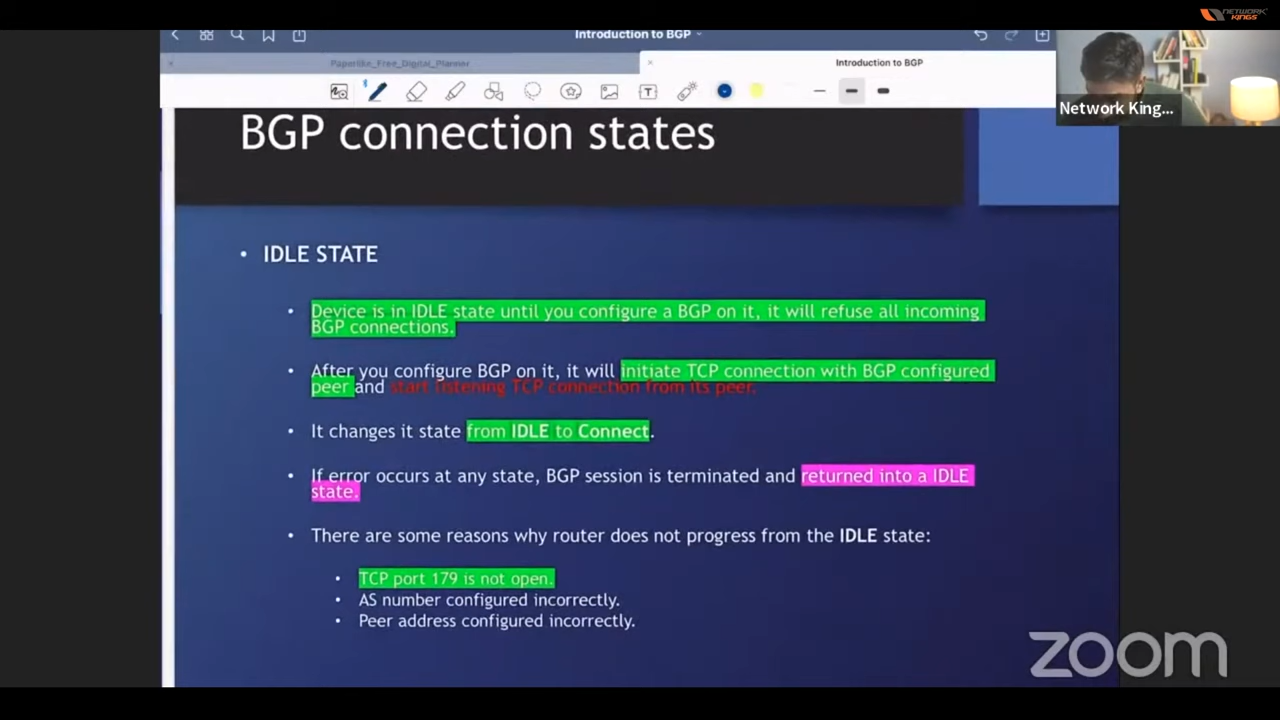 NETWORK
KINGS
Introduction to BGP
Papertike_Free_Digital_Planner
Introduction to BGP
Network King...
BGP connection states
• IDLE STATE
• Device is in IDLE state until you configure a BGP on it, it will refuse all incoming
BGP connections.
• After you configure BGP on it, it will initiate TCP connection with BGP configured
peer and start listening TCP connection from its peer.
• It changes it state from IDLE to Connect.
• If error occurs at any state, BGP session is terminated and returned into a IDLE
state.
• There are some reasons why router does not progress from the IDLE state:
• TCP port 179 is not open.
• AS number configured incorrectly.
• Peer address configured incorrectly.
zoom